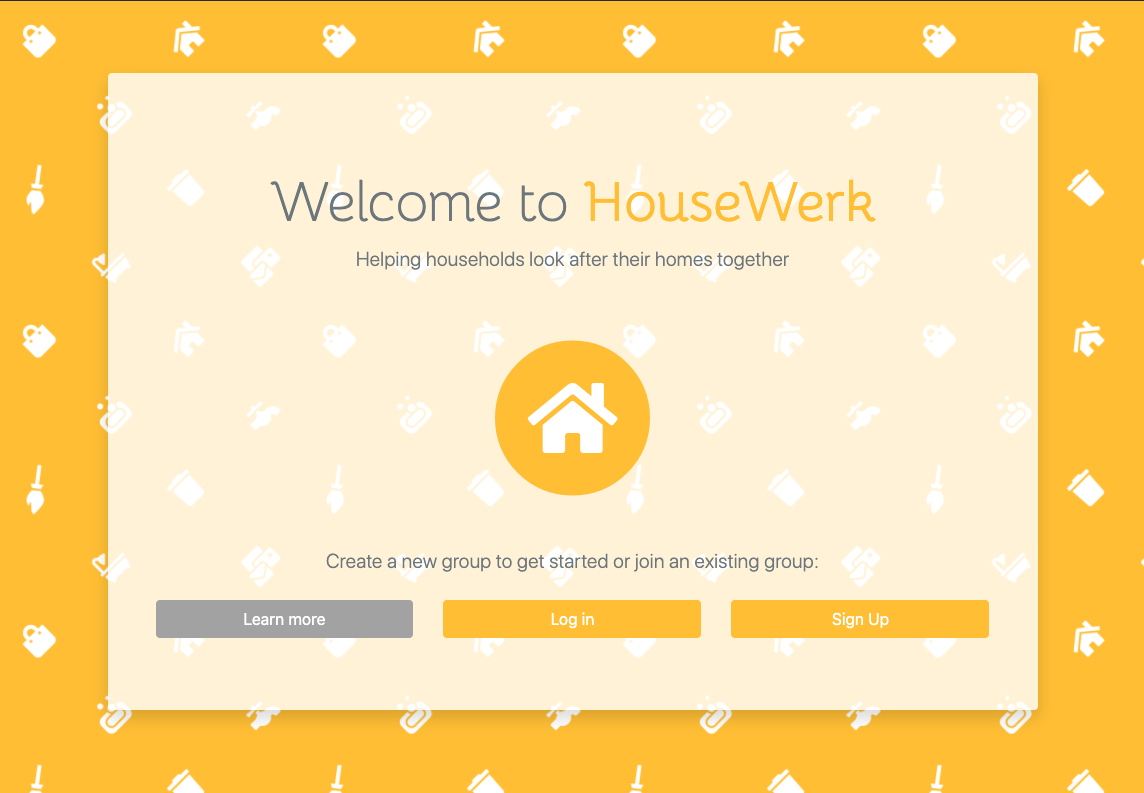 Welcome to HouseWerk
Helping households look after their homes together
Create a new group to get started or join an existing group:
Learn more
Log in
Sign Up